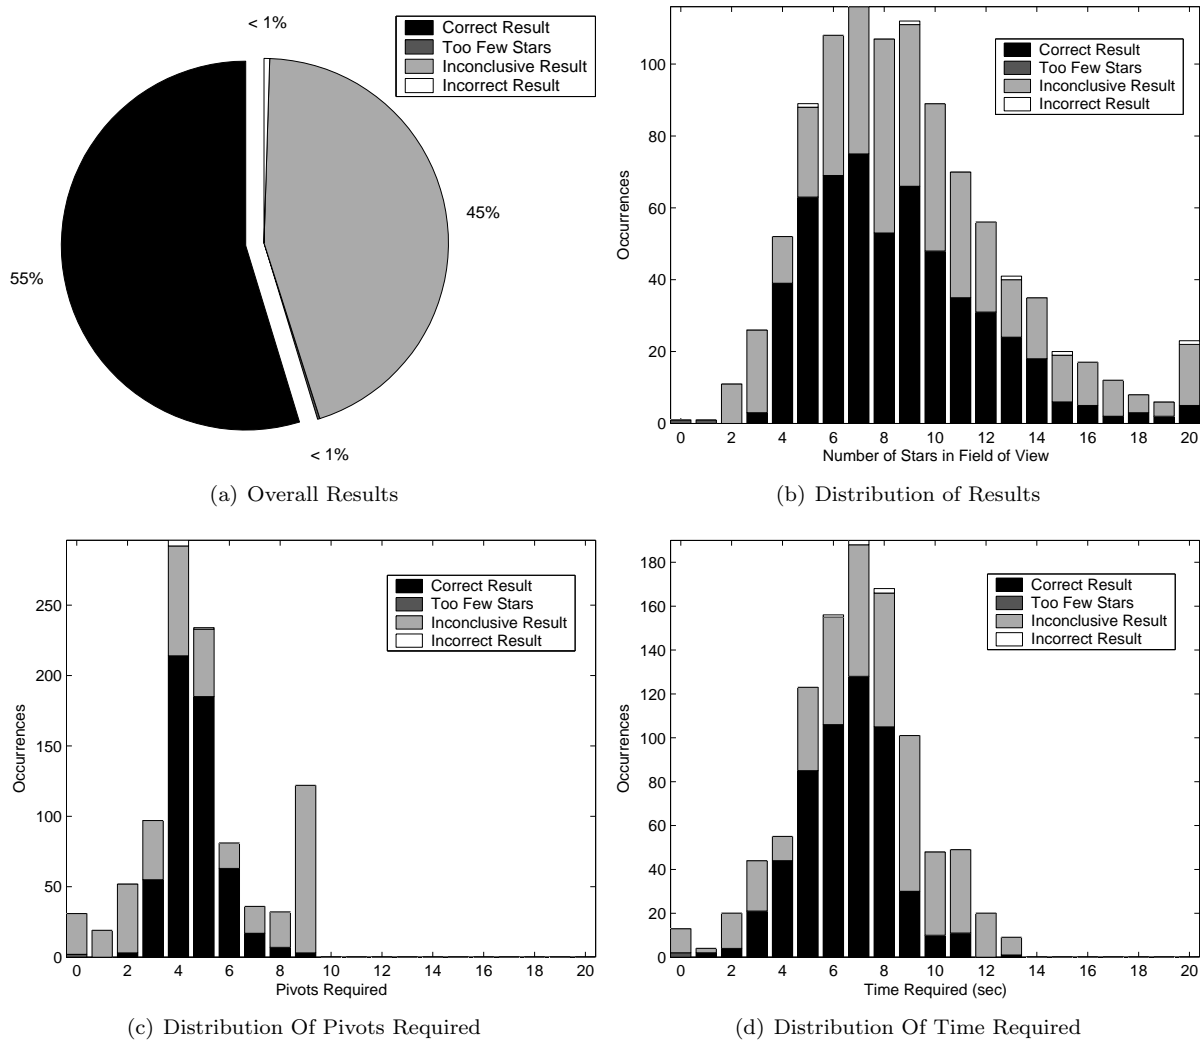 < 1%
Correct Result
Too Few Stars
Inconclusive Result
Incorrect Result
45%
55%
< 1%
(a) Overall Results
100
80
60
40
20
0
Occurrences
Correct Result
Too Few Stars
Inconclusive Result
Incorrect Result
0 2 4 6 8 10 12 14 16 18 20
Number of Stars in Field of View
(b) Distribution of Results
250
200
150
100
50
0
Occurrences
Correct Result
Too Few Stars
Inconclusive Result
Incorrect Result
0 2 4 6 8 10 12 14 16 18 20
Pivots Required
(c) Distribution Of Pivots Required
180
160
140
120
100
80
60
40
20
0
Occurrences
Correct Result
Too Few Stars
Inconclusive Result
Incorrect Result
0 2 4 6 8 10 12 14 16 18 20
Time Required (sec)
(d) Distribution Of Time Required